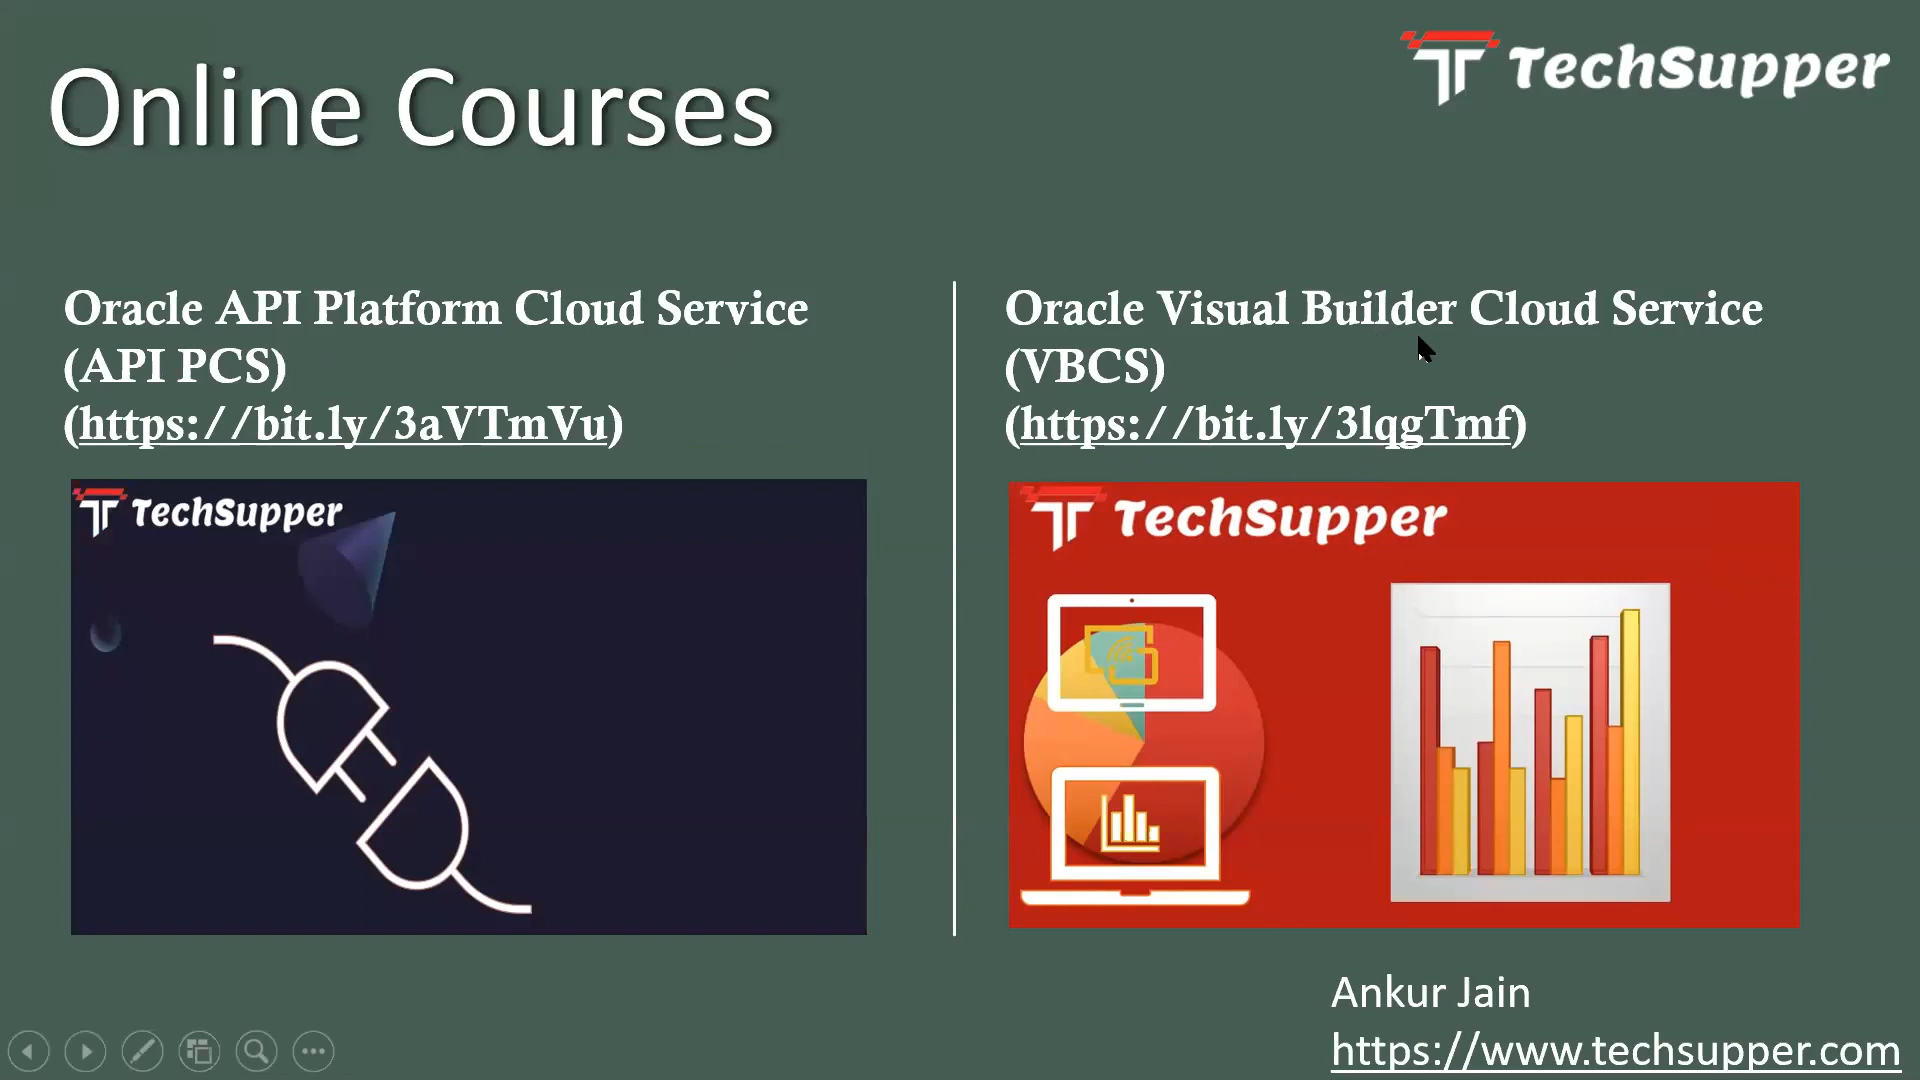 Online Courses
TechSupper
Oracle API Platform Cloud Service
(API PCS)
(https://bit.ly/3aVTmVu)
TechSupper
Oracle Visual Builder Cloud Service
(VBCS)
(https://bit.ly/3lqgTmf)
TechSupper
Ankur Jain
https://www.techsupper.com